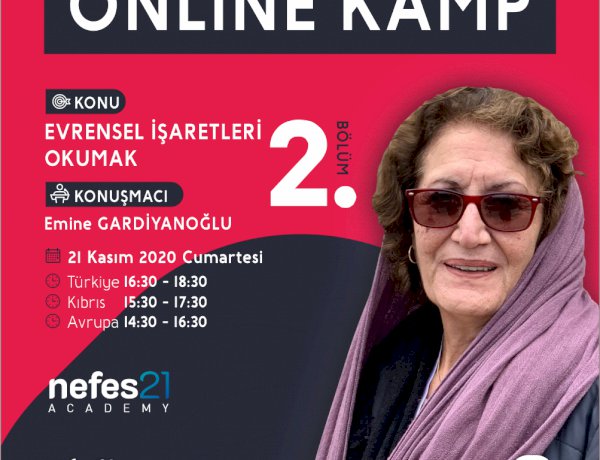 ONLINE KAMP
KONU
EVRENSEL İŞARETLERİ
OKUMAK
2.
BÖLÜM
KONUŞMACI
Emine GARDİYANOĞLU
21 Kasım 2020 Cumartesi
Türkiye 16:30 - 18:30
Kıbrıs 15:30 - 17:30
Avrupa 14:30 - 16:30
nefes21
ACADEMY